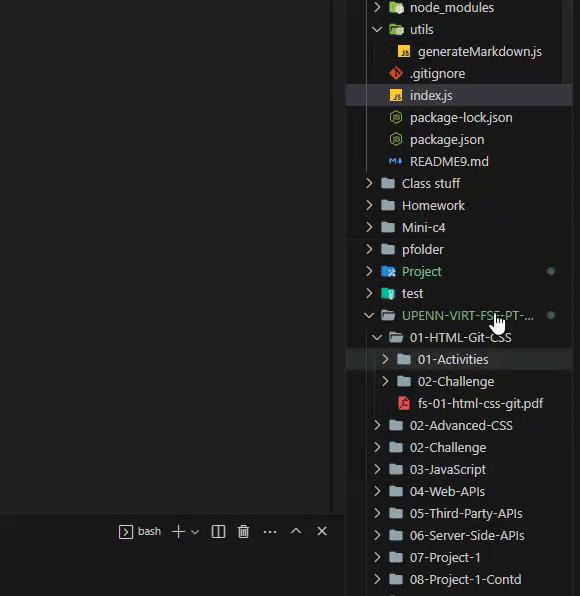 node_modules
utils
JS generateMarkdown.js
.gitignore
JS index.js
package-lock.json
package.json
README9.md
Class stuff
Homework
Mini-c4
pfolder
Project
test
UPENN-VIRT-FSF-PT-...
01-HTML-Git-CSS
01-Activities
02-Challenge
fs-01-html-css-git.pdf
02-Advanced-CSS
02-Challenge
03-JavaScript
04-Web-APIs
05-Third-Party-APIs
06-Server-Side-APIs
bash
07-Project-1
08-Project-1-Contd